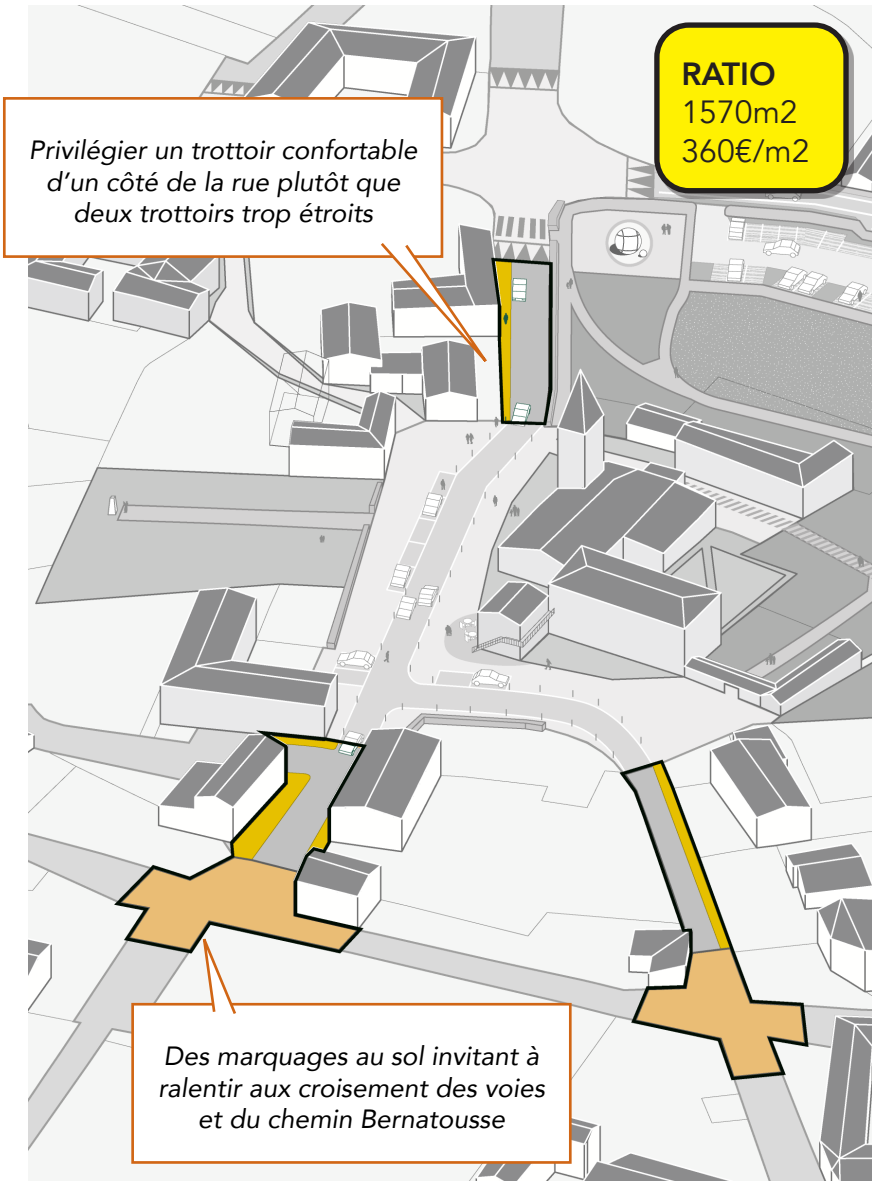 RATIO
1570m2
360€/m2
Privilégier un trottoir confortable
d'un côté de la rue plutôt que
deux trottoirs trop étroits
Des marquages au sol invitant à
ralentir aux croisement des voies
et du chemin Bernatousse